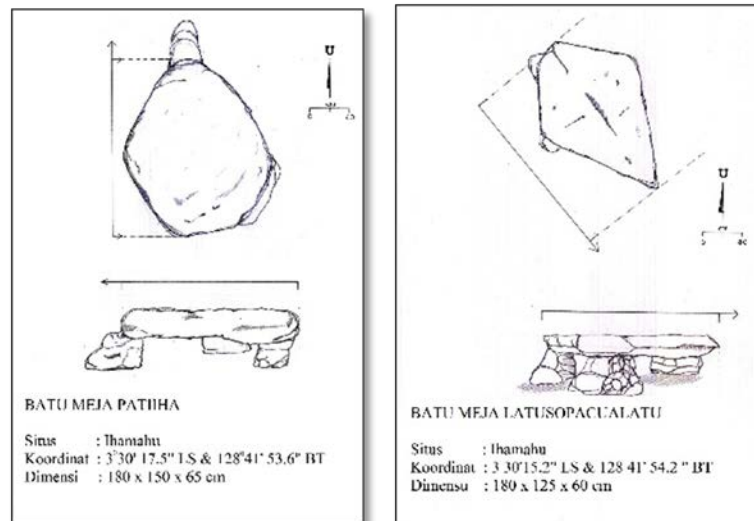 U
BATU MEJA PATIIHA
Situs : Ihamahu
Koordinat : 3°30' 17.5" LS & 128°41' 53.6" BT
Dimensi : 180 x 150 x 65 cm
U
BATU MEJA LATUSOPACUALATU
Situs : Ihamahu
Koordinat : 3 30'15.2" LS & 128 41' 54.2 " BT
Dimensu : 180 x 125 x 60 cm